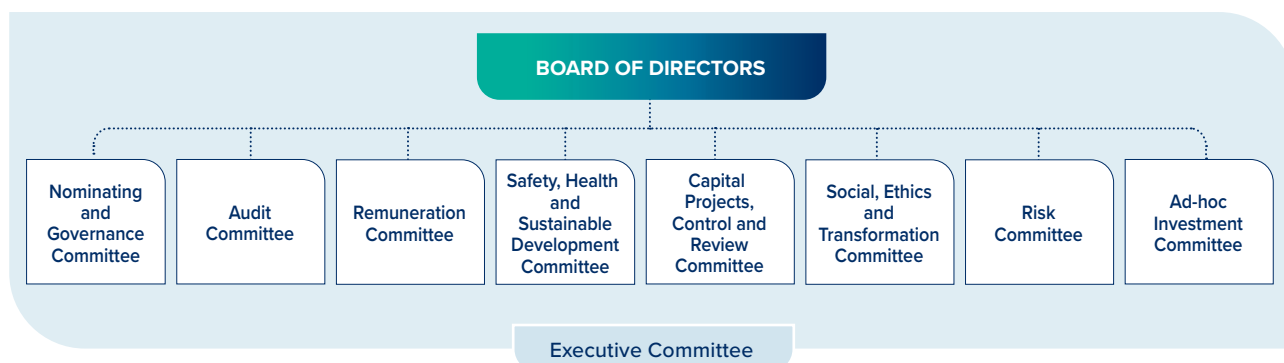 BOARD OF DIRECTORS
Nominating
and
Governance
Committee
Audit
Committee
Remuneration
Committee
Safety, Health
and
Sustainable
Development
Committee
Capital
Projects,
Control and
Review
Committee
Social, Ethics
and
Transformation
Committee
Risk
Committee
Ad-hoc
Investment
Committee
Executive Committee